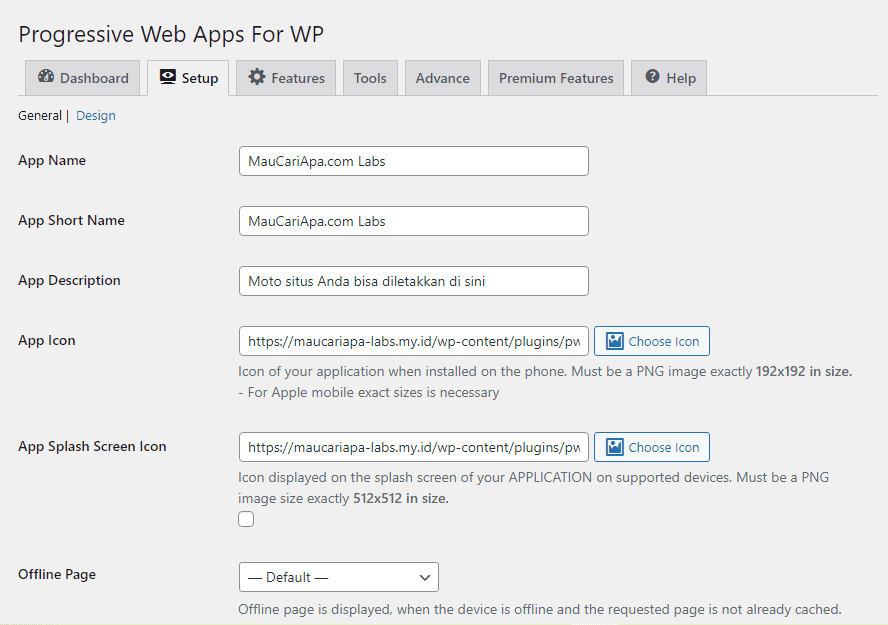 Progressive Web Apps For WP
Dashboard Setup Features Tools Advance Premium Features Help
General | Design
App Name MauCariApa.com Labs
App Short Name MauCariApa.com Labs
App Description Moto situs Anda bisa diletakkan di sini
App Icon https://maucariapa-labs.my.id/wp-content/plugins/pw Choose Icon
Icon of your application when installed on the phone. Must be a PNG image exactly 192x192 in size.
- For Apple mobile exact sizes is necessary
App Splash Screen Icon https://maucariapa-labs.my.id/wp-content/plugins/pw Choose Icon
Icon displayed on the splash screen of your APPLICATION on supported devices. Must be a PNG
image size exactly 512x512 in size.
Offline Page — Default —
Offline page is displayed, when the device is offline and the requested page is not already cached.